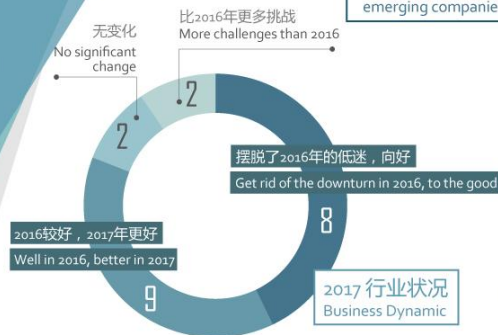 emerging companie
比2016年更多挑战
More challenges than 2016
无变化
No significant
change
2
2
摆脱了2016年的低迷，向好
Get rid of the downturn in 2016, to the good
8
2016较好，2017年更好
Well in 2016, better in 2017
9
2017 行业状况
Business Dynamic